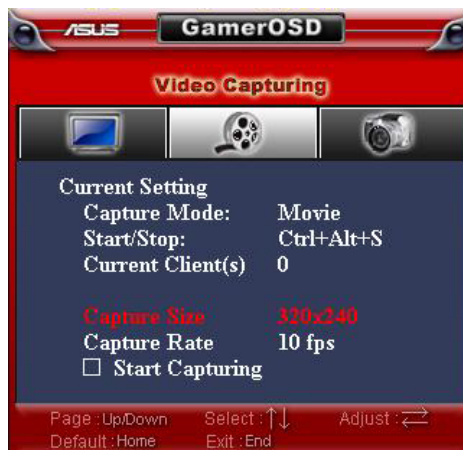 ASUS GamerOSD
Video Capturing
Current Setting
Capture Mode: Movie
Start/Stop: Ctrl+Alt+S
Current Client(s) 0
Capture Size 320x240
Capture Rate 10 fps
Start Capturing
Page : Up/Down Select : ↑↓ Adjust : ⇄
Default : Home Exit : End